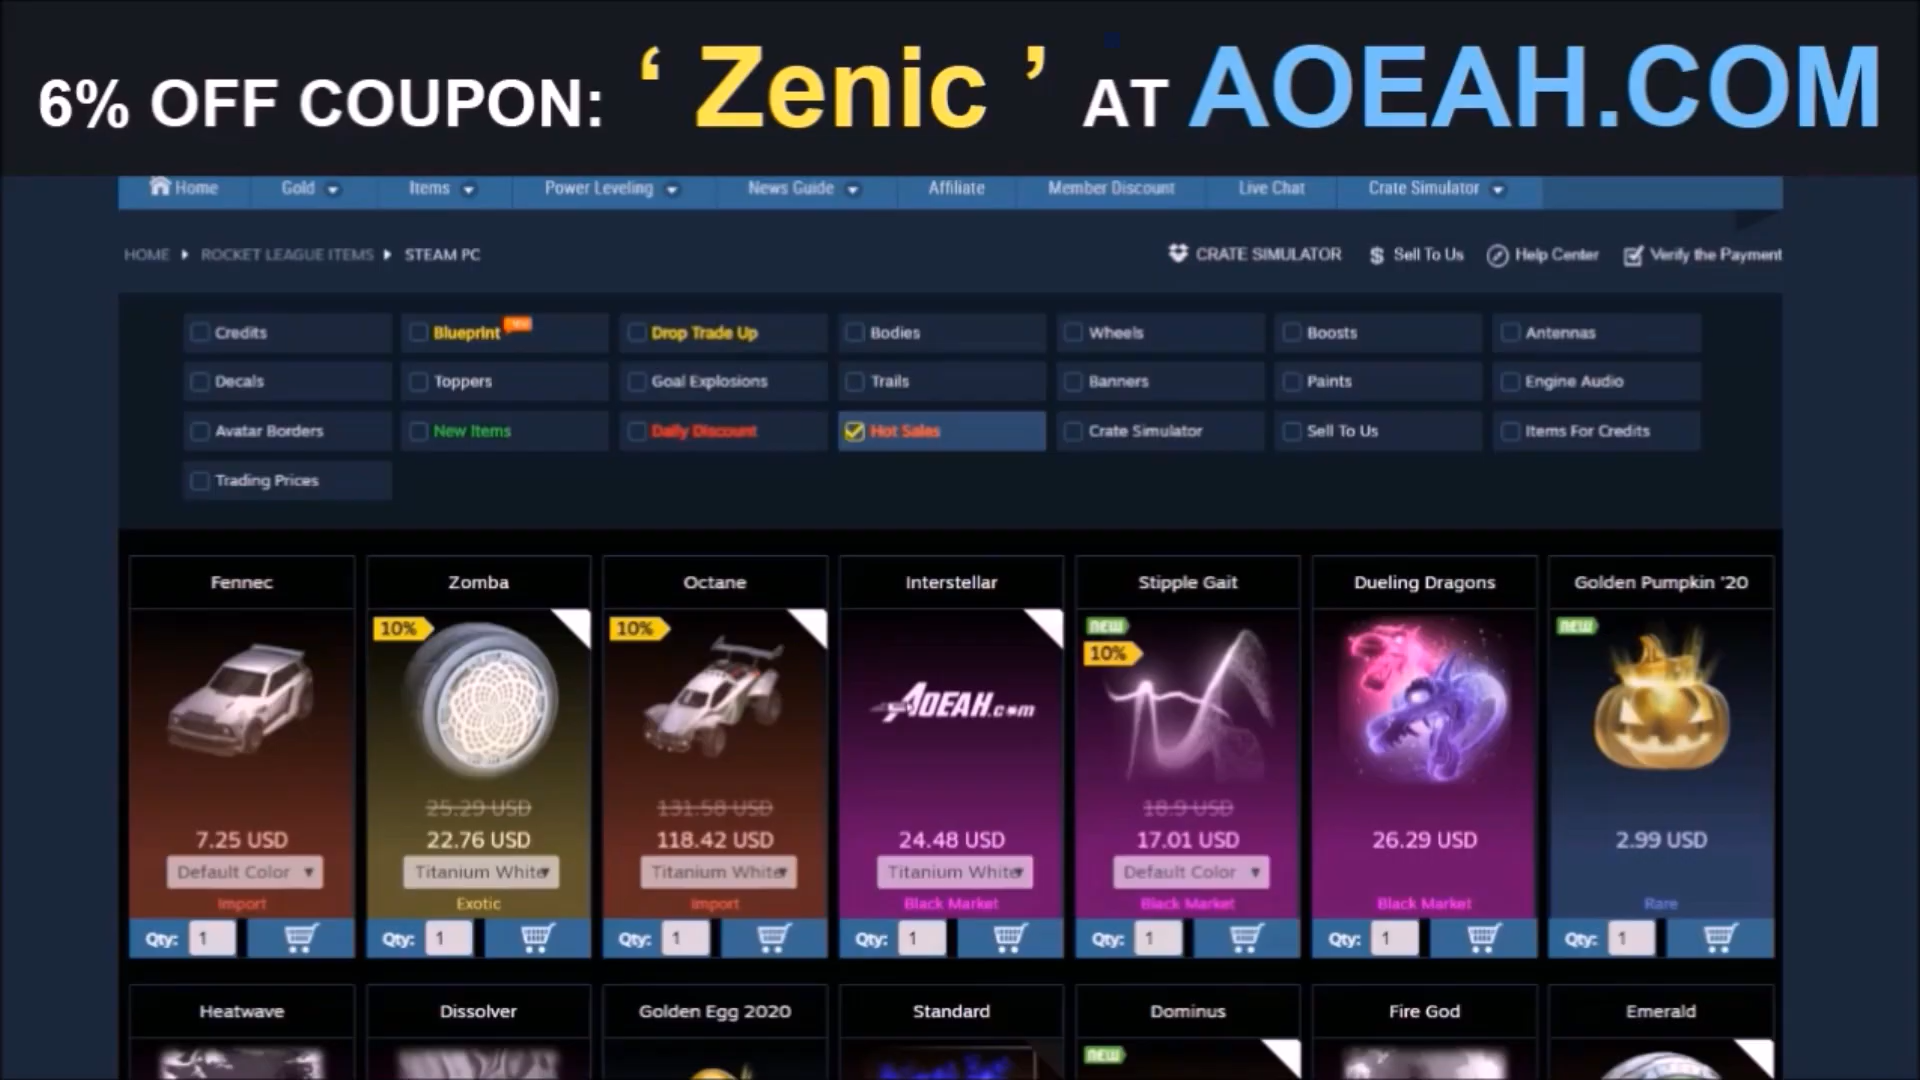 6% OFF COUPON: ‘ Zenic ’ AT AOEAH.COM
Home Gold Items Power Leveling News Guide Affiliate Member Discount Live Chat Crate Simulator
HOME ROCKET LEAGUE ITEMS STEAM PC CRATE SIMULATOR $ Sell To Us Help Center Verify the Payment
Credits Blueprint Drop Trade Up Bodies Wheels Boosts Antennas
Decals Toppers Goal Explosions Trails Banners Paints Engine Audio
Avatar Borders New Items Daily Discount Hot Sales Crate Simulator Sell To Us Items For Credits
Trading Prices
Fennec Zomba Octane Interstellar Stipple Gait Dueling Dragons Golden Pumpkin '20
10% 10% NEW NEW
10%
AOEAH.com
25.29 USD 131.58 USD 18.9 USD
7.25 USD 22.76 USD 118.42 USD 24.48 USD 17.01 USD 26.29 USD 2.99 USD
Default Color Titanium White Titanium White Titanium White Default Color
Import Exotic Import Black Market Black Market Black Market Rare
Qty: 1 Qty: 1 Qty: 1 Qty: 1 Qty: 1 Qty: 1 Qty: 1
Heatwave Dissolver Golden Egg 2020 Standard Dominus Fire God Emerald
NEW